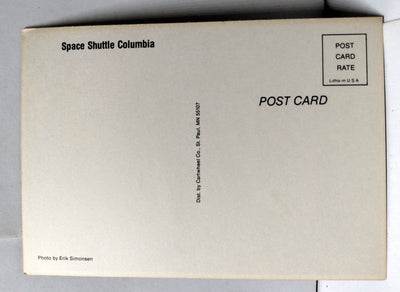 Space Shuttle Columbia
POST
CARD
RATE
Litho in U S A
POST CARD
Dist. by Cartwheel Co., St. Paul, MN 55107
Photo by Erik Simonsen